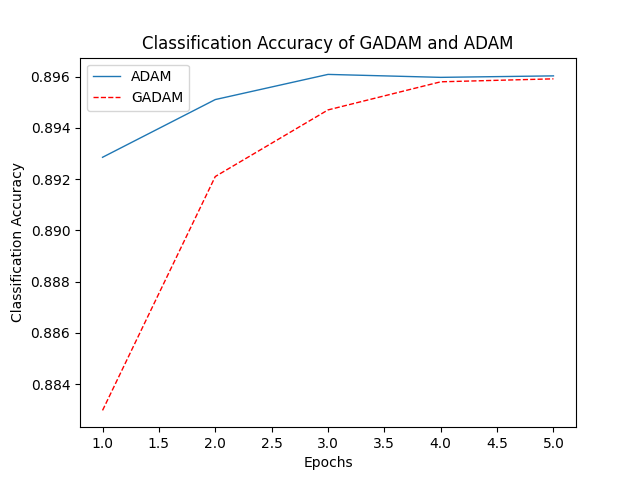 Classification Accuracy of GADAM and ADAM
ADAM
GADAM
0.896
0.894
0.892
0.890
0.888
0.886
0.884
Classification Accuracy
1.0 1.5 2.0 2.5 3.0 3.5 4.0 4.5 5.0
Epochs